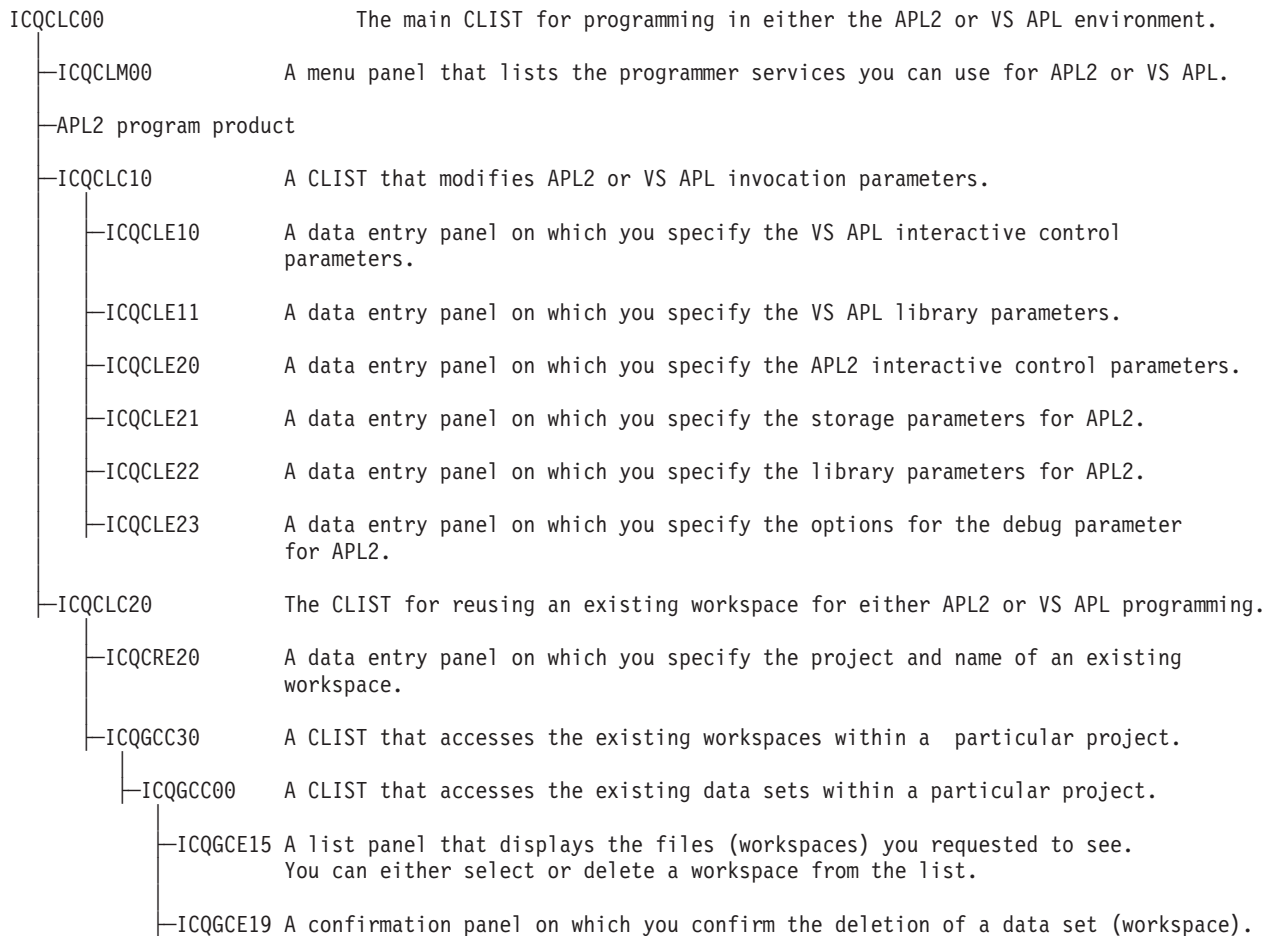 ICQCLC00 The main CLIST for programming in either the APL2 or VS APL environment.
ICQCLM00 A menu panel that lists the programmer services you can use for APL2 or VS APL.
APL2 program product
ICQCLC10 A CLIST that modifies APL2 or VS APL invocation parameters.
ICQCLE10 A data entry panel on which you specify the VS APL interactive control
parameters.
ICQCLE11 A data entry panel on which you specify the VS APL library parameters.
ICQCLE20 A data entry panel on which you specify the APL2 interactive control parameters.
ICQCLE21 A data entry panel on which you specify the storage parameters for APL2.
ICQCLE22 A data entry panel on which you specify the library parameters for APL2.
ICQCLE23 A data entry panel on which you specify the options for the debug parameter
for APL2.
ICQCLC20 The CLIST for reusing an existing workspace for either APL2 or VS APL programming.
ICQCRE20 A data entry panel on which you specify the project and name of an existing
workspace.
ICQGCC30 A CLIST that accesses the existing workspaces within a particular project.
ICQGCC00 A CLIST that accesses the existing data sets within a particular project.
ICQGCE15 A list panel that displays the files (workspaces) you requested to see.
You can either select or delete a workspace from the list.
ICQGCE19 A confirmation panel on which you confirm the deletion of a data set (workspace).